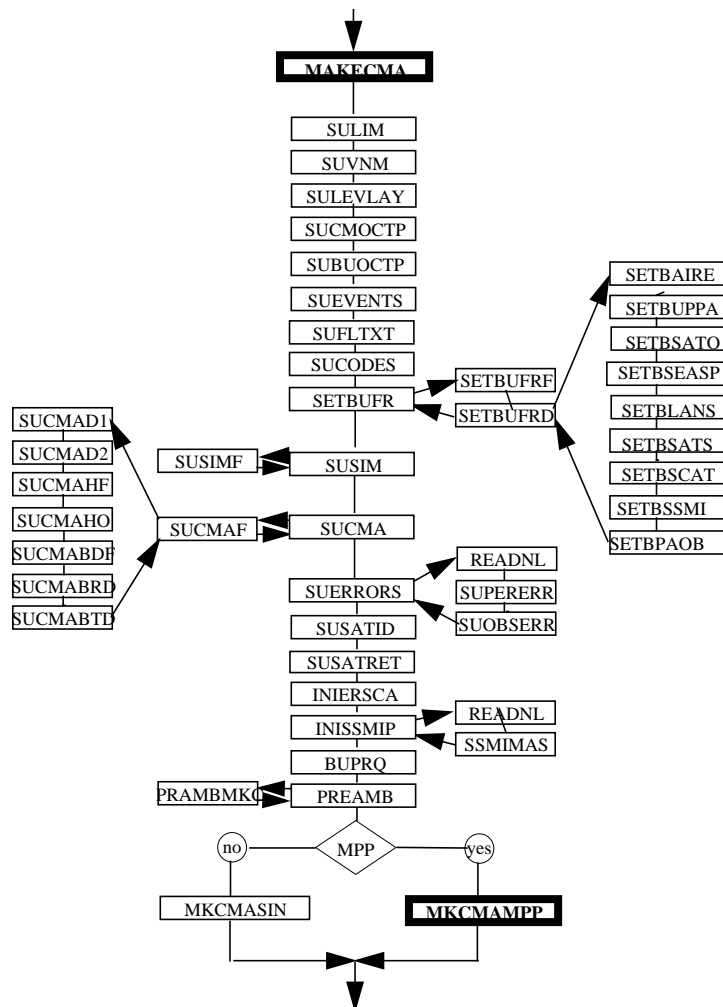 MAKECMA
SULIM
SUVNM
SULEVLAY
SUCMOCTP
SUBUOCTP
SUEVENTS
SUFLTXT
SUCODES
SETBUFR
SETBUFRF
SETBUFRD
SETBAIRE
SETBUPPA
SETBSATO
SETBSEASP
SETBLANS
SETBSATS
SETBSCAT
SETBSSMI
SETBPAOB
SUSIMF
SUSIM
SUCMAD1
SUCMAD2
SUCMAHF
SUCMAHO
SUCMABDF
SUCMABRD
SUCMABTD
SUCMAF
SUCMA
SUERRORS
READNL
SUPERERR
SUOBSERR
SUSATID
SUSATRET
INIERSCA
INISSMIP
READNL
SSMIMAS
BUPRQ
PRAMBMKC
PREAMB
no
MPP
yes
MKCMASIN
MKCMAMPP